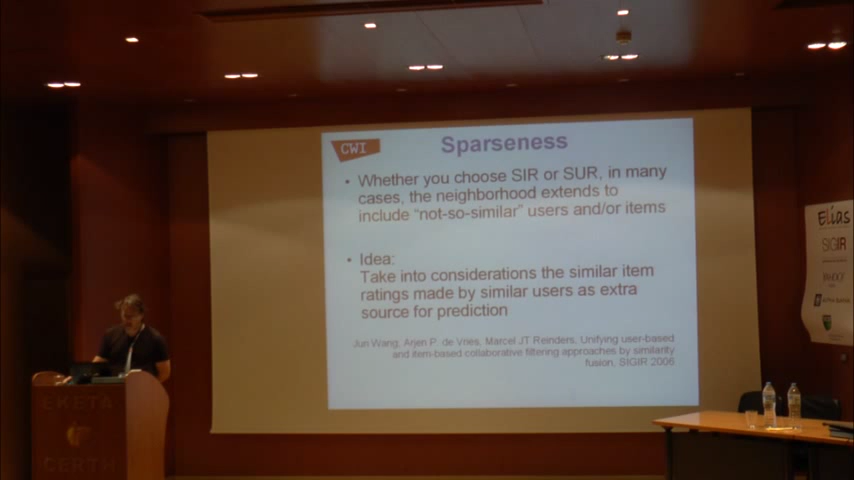 CWI
Sparseness
• Whether you choose SIR or SUR, in many
cases, the neighborhood extends to
include “not-so-similar” users and/or items
• Idea:
Take into considerations the similar item
ratings made by similar users as extra
source for prediction
Jun Wang, Arjen P. de Vries, Marcel JT Reinders, Unifying user-based
and item-based collaborative filtering approaches by similarity
fusion, SIGIR 2006
Elias
SIGIR
YAHOO!
EKETA
CERTH